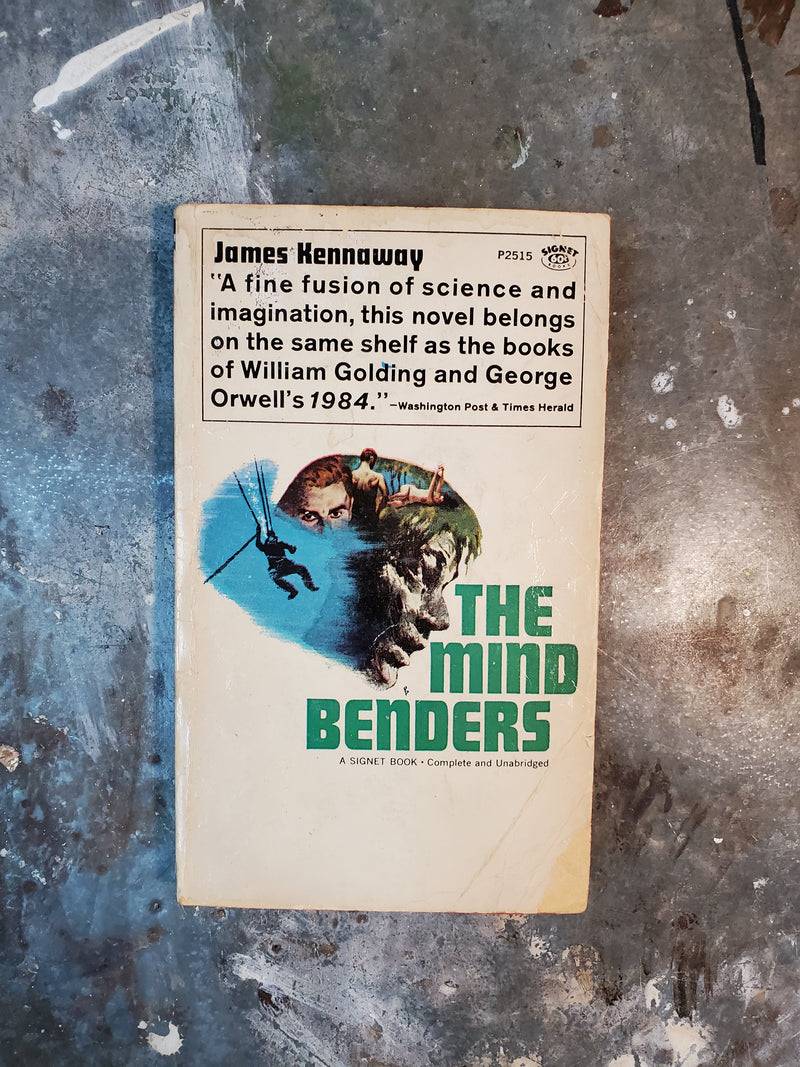 James Kennaway
P2515
SIGNET
60¢
BOOKS
"A fine fusion of science and
imagination, this novel belongs
on the same shelf as the books
of William Golding and George
Orwell's 1984."—Washington Post & Times Herald
THE
MIND
BENDERS
A SIGNET BOOK • Complete and Unabridged